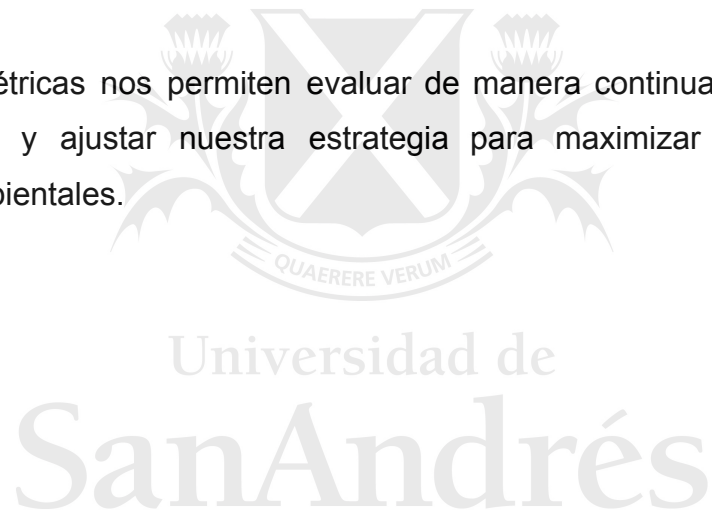 étricas nos permiten evaluar de manera continua
y ajustar nuestra estrategia para maximizar
bientales.
QUAERERE VERUM
Universidad de
SanAndrés